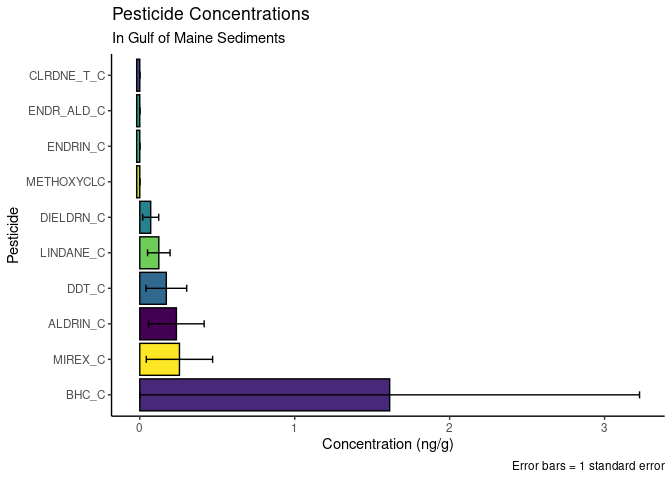 Pesticide Concentrations
In Gulf of Maine Sediments
CLRDNE_T_C
ENDR_ALD_C
ENDRIN_C
METHOXYCLC
DIELDRN_C
LINDANE_C
DDT_C
ALDRIN_C
MIREX_C
BHC_C
Pesticide
0 1 2 3
Concentration (ng/g)
Error bars = 1 standard error